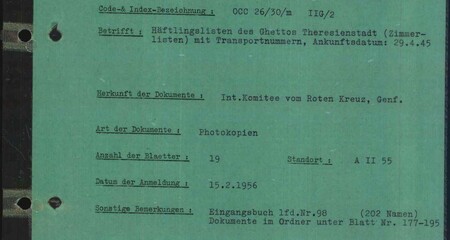 Code-& Index-Bezeichnung : OCC 26/30/m IIG/2
Betrifft : Häftlingslisten des Ghettos Theresienstadt (Zimmer-
listen) mit Transportnummern, Ankunftsdatum: 29.4.45
Herkunft der Dokumente : Int.Komitee vom Roten Kreuz, Genf.
Art der Dokumente : Photokopien
Anzahl der Blaetter : 19 Standort : A II 55
Datum der Anmeldung : 15.2.1956
Sonstige Bemerkungen : Eingangsbuch lfd.Nr.98 (202 Namen)
Dokumente im Ordner unter Blatt Nr. 177-195